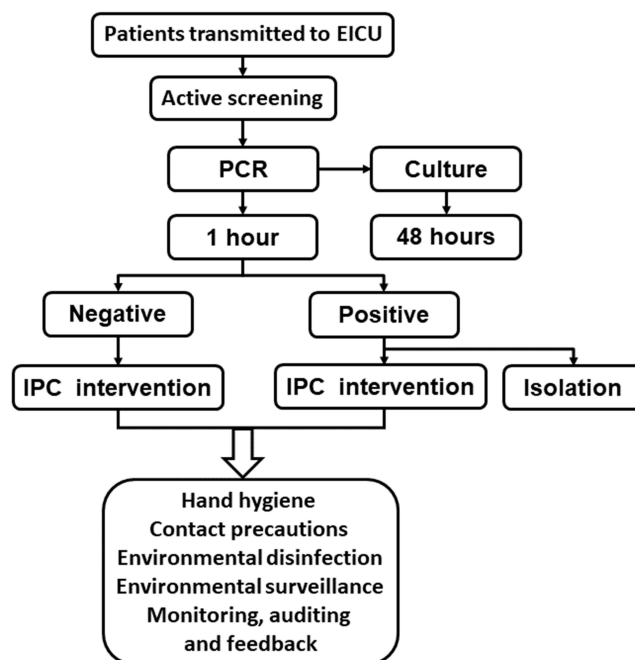 Patients transmitted to EICU
Active screening
PCR
Culture
1 hour
48 hours
Negative
Positive
IPC intervention
IPC intervention
Isolation
Hand hygiene
Contact precautions
Environmental disinfection
Environmental surveillance
Monitoring, auditing
and feedback